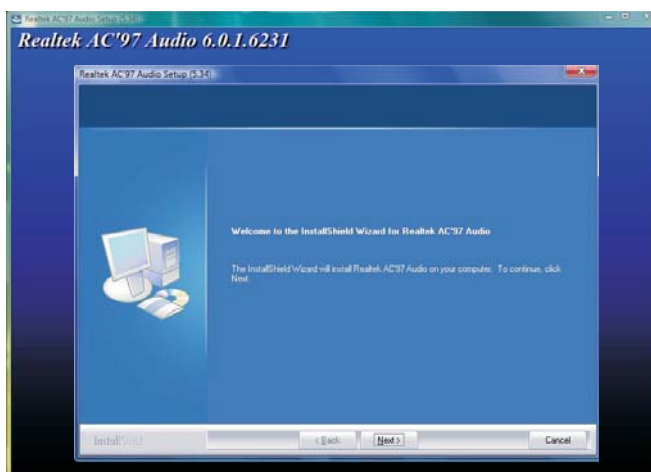 Realtek AC'97 Audio Setup (5.34)
Realtek AC'97 Audio 6.0.1.6231
Realtek AC'97 Audio Setup (5.34)
Welcome to the InstallShield Wizard for Realtek AC'97 Audio
The InstallShield Wizard will install Realtek AC'97 Audio on your computer. To continue, click
Next.
InstallShield
< Back
Next >
Cancel